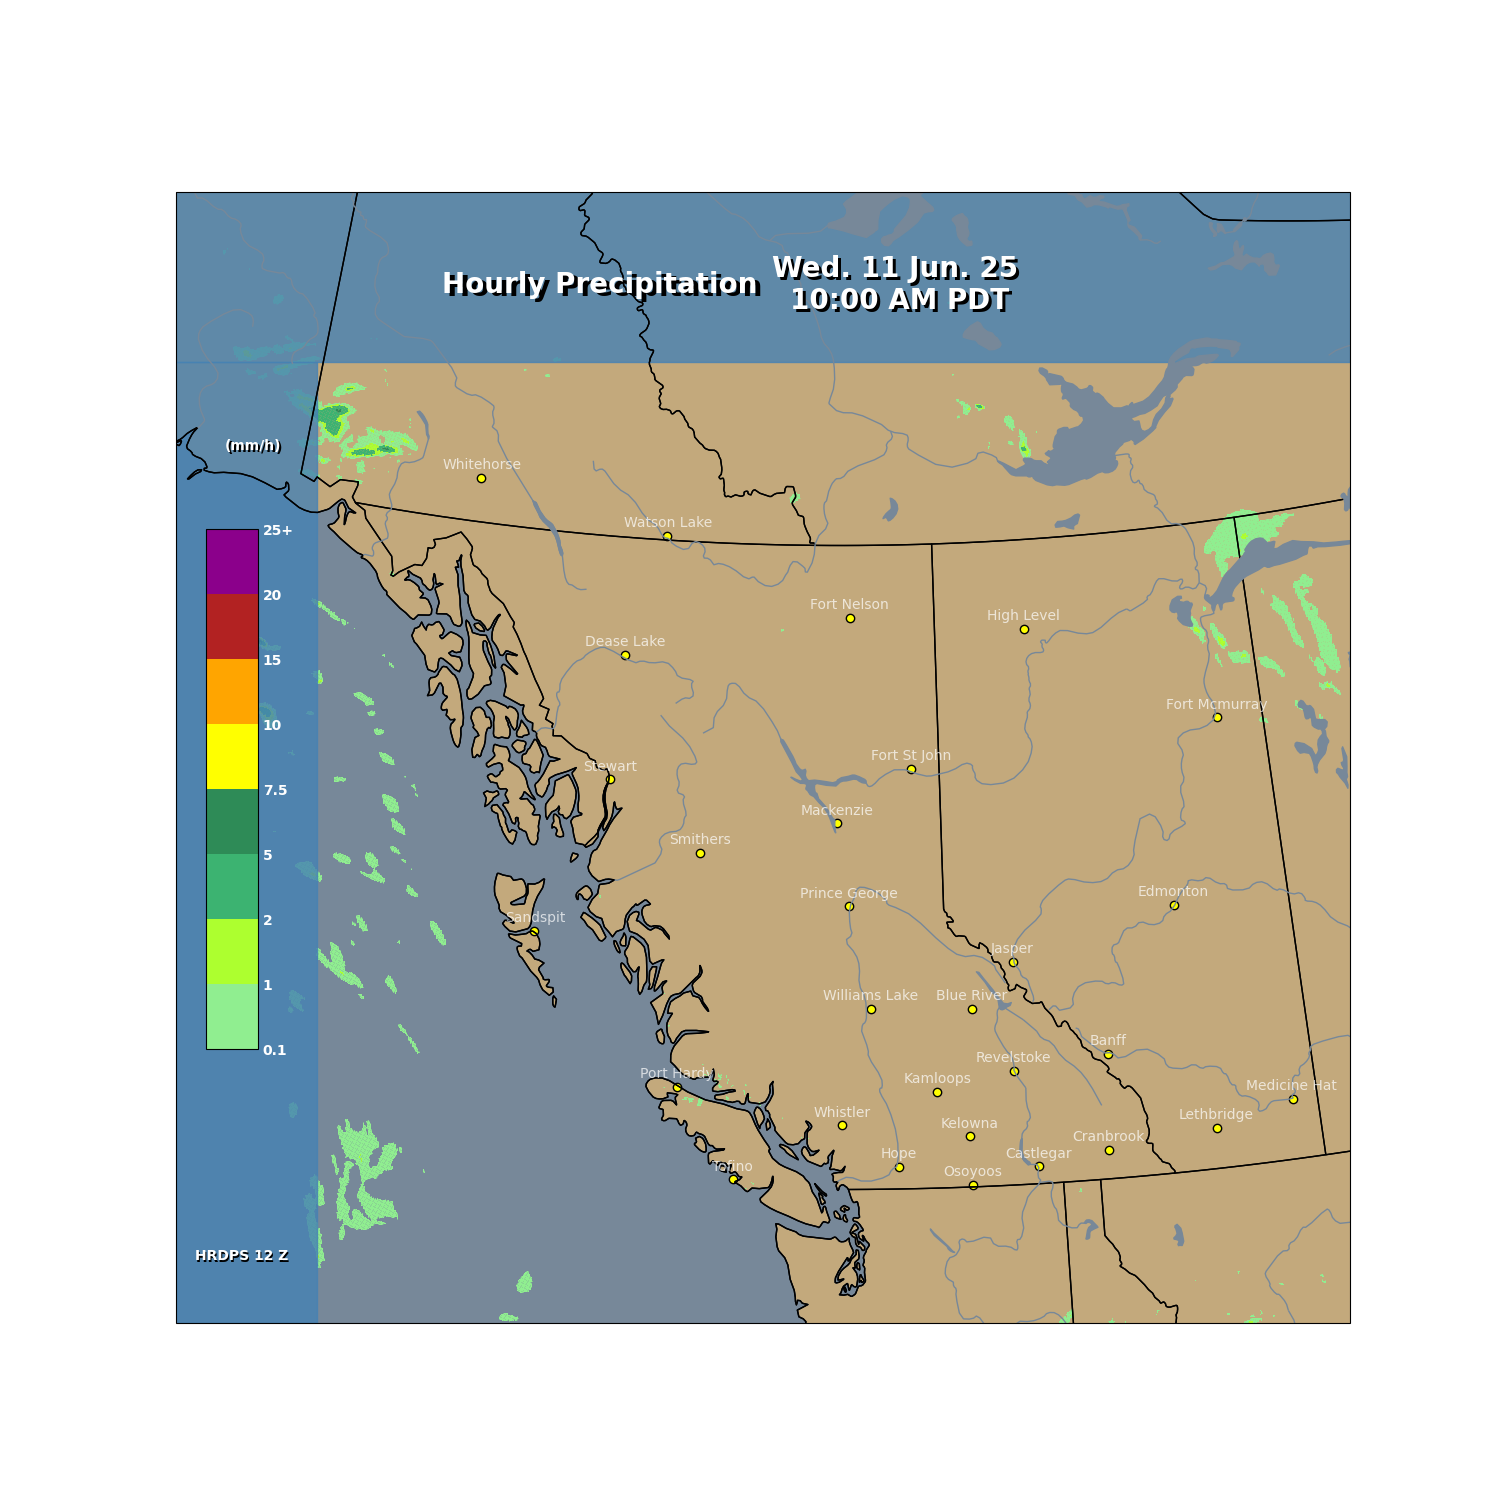 Wed. 11 Jun. 25
Hourly Precipitation
10:00 AM PDT
(mm/h)
Whitehorse
Watson Lake
25+
20
15
10
7.5
5
2
1
0.1
Fort Nelson
High Level
Dease Lake
Fort Mcmurray
Fort St John
Stewart
Mackenzie
Smithers
Prince George
Edmonton
Sandspit
Jasper
Williams Lake
Blue River
Banff
Revelstoke
Port Hardy
Kamloops
Medicine Hat
Whistler
Lethbridge
Kelowna
Cranbrook
Hope
Castlegar
Tofino
Osoyoos
HRDPS 12 Z